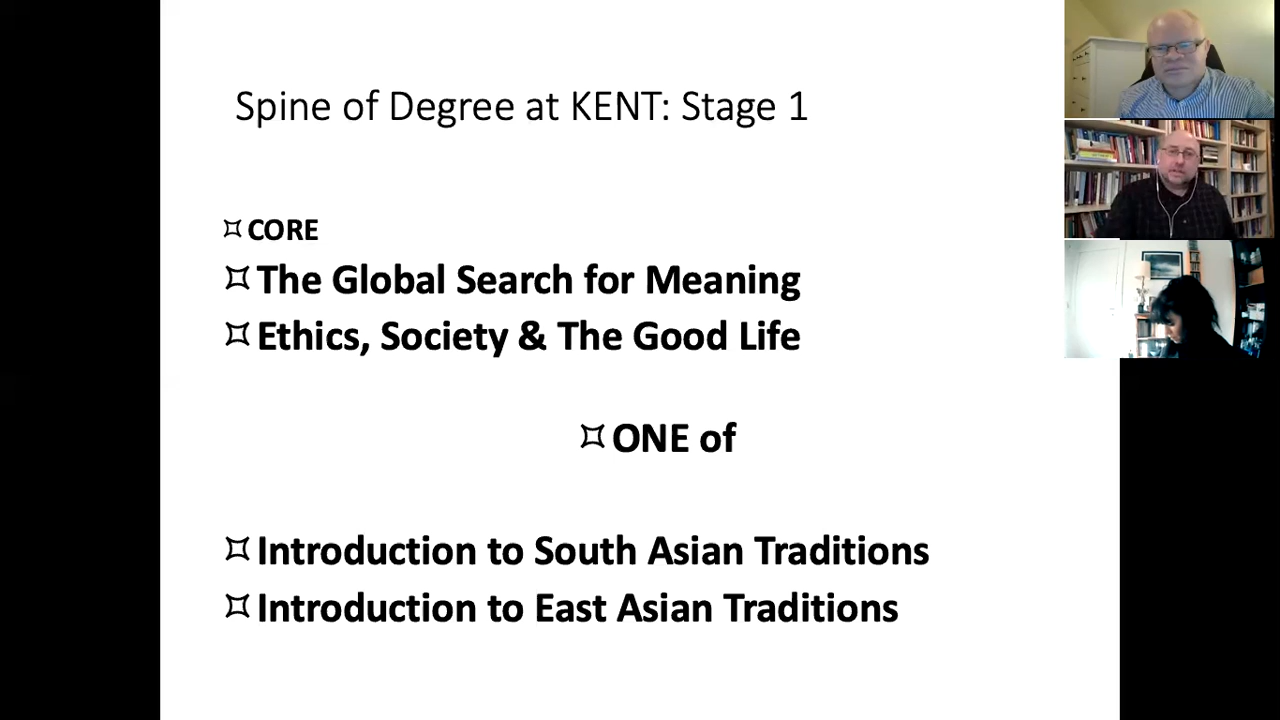 Spine of Degree at KENT: Stage 1
CORE
The Global Search for Meaning
Ethics, Society & The Good Life
ONE of
Introduction to South Asian Traditions
Introduction to East Asian Traditions